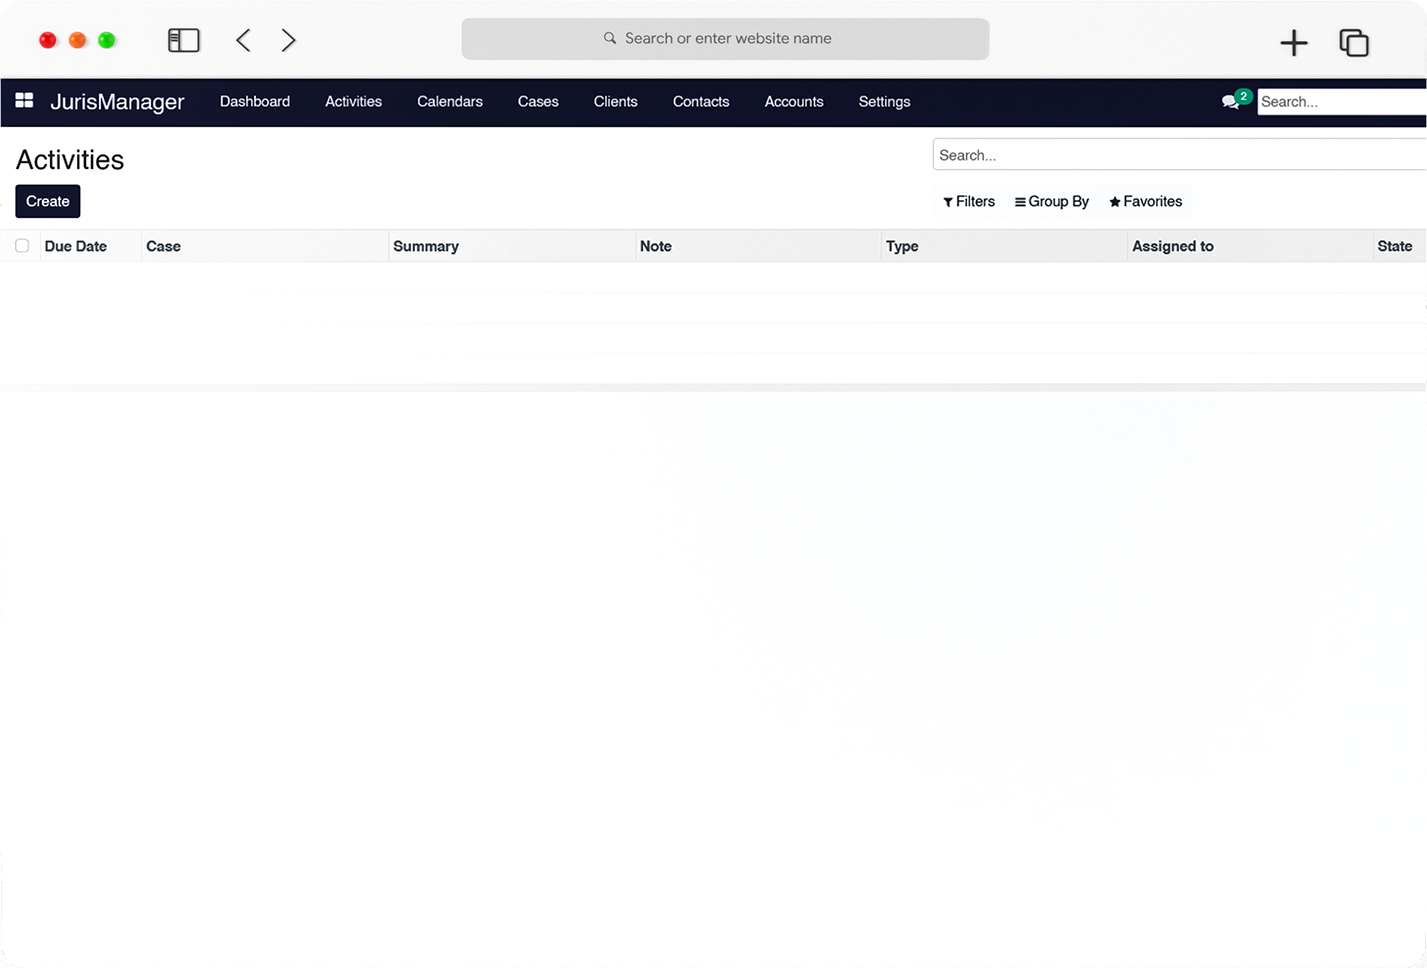 Search or enter website name
JurisManager Dashboard Activities Calendars Cases Clients Contacts Accounts Settings 2 Search...
Activities
Search...
Create
Filters Group By Favorites
Due Date Case Summary Note Type Assigned to State